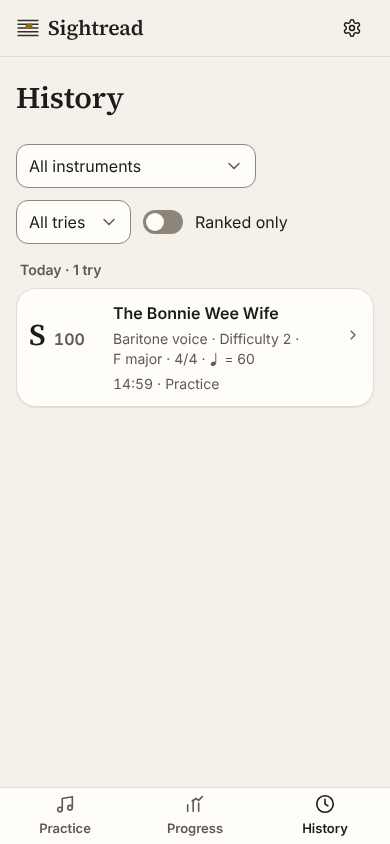 Sightread
History
All instruments
All tries
Ranked only
Today · 1 try
S 100
The Bonnie Wee Wife
Baritone voice · Difficulty 2 ·
F major · 4/4 · ♩ = 60
14:59 · Practice
Practice
Progress
History